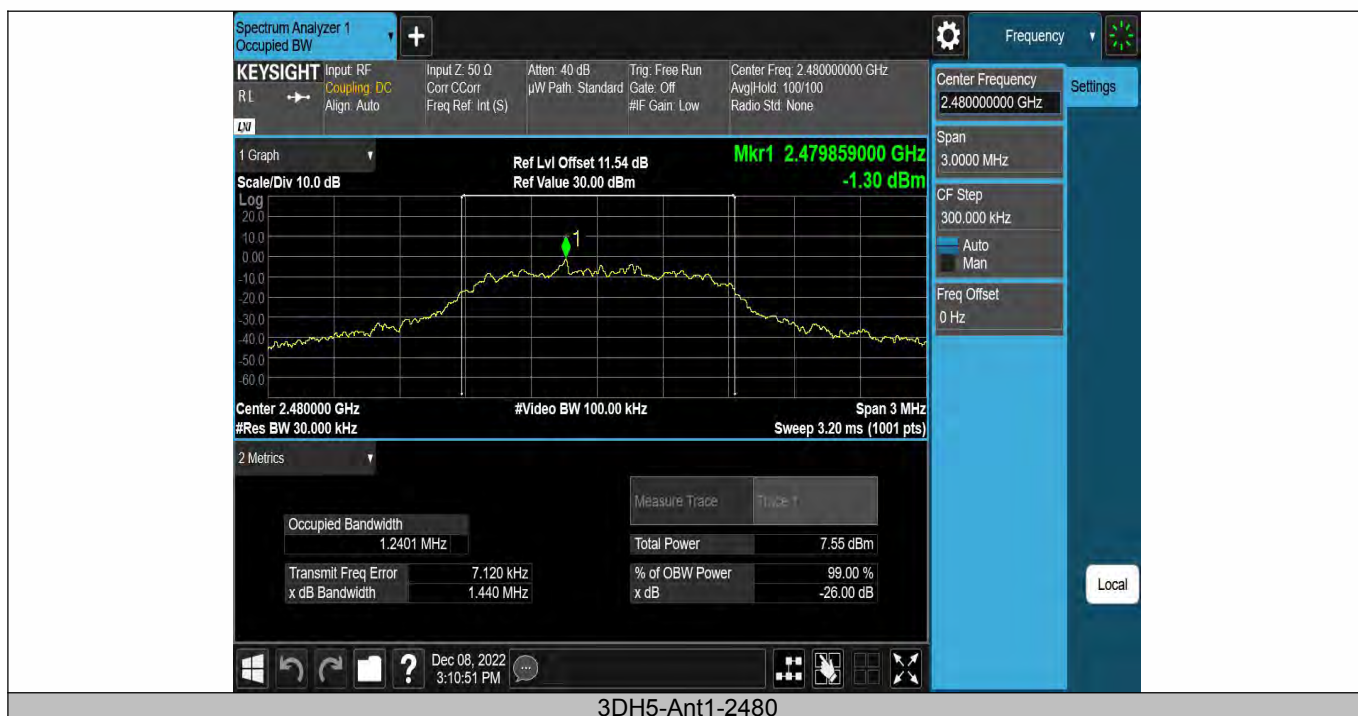 Spectrum Analyzer 1
Occupied BW
Frequency
KEYSIGHT
R L
LXI
Input: RF
Coupling: DC
Align: Auto
Input Z: 50 Ω
Corr CCorr
Freq Ref: Int (S)
Atten: 40 dB
µW Path: Standard
Trig: Free Run
Gate: Off
#IF Gain: Low
Center Freq: 2.480000000 GHz
Avg|Hold: 100/100
Radio Std: None
Center Frequency
2.480000000 GHz
Settings
Span
3.0000 MHz
CF Step
300.000 kHz
Auto
Man
Freq Offset
0 Hz
Local
1 Graph
Scale/Div 10.0 dB
Ref Lvl Offset 11.54 dB
Ref Value 30.00 dBm
Mkr1 2.479859000 GHz
-1.30 dBm
Log
20.0
10.0
0.00
-10.0
-20.0
-30.0
-40.0
-50.0
-60.0
1
Center 2.480000 GHz
#Res BW 30.000 kHz
#Video BW 100.00 kHz
Span 3 MHz
Sweep 3.20 ms (1001 pts)
2 Metrics
Measure Trace
Trace 1
Occupied Bandwidth
1.2401 MHz
Total Power
7.55 dBm
Transmit Freq Error
7.120 kHz
% of OBW Power
99.00 %
x dB Bandwidth
1.440 MHz
x dB
-26.00 dB
?
Dec 08, 2022
3:10:51 PM
3DH5-Ant1-2480